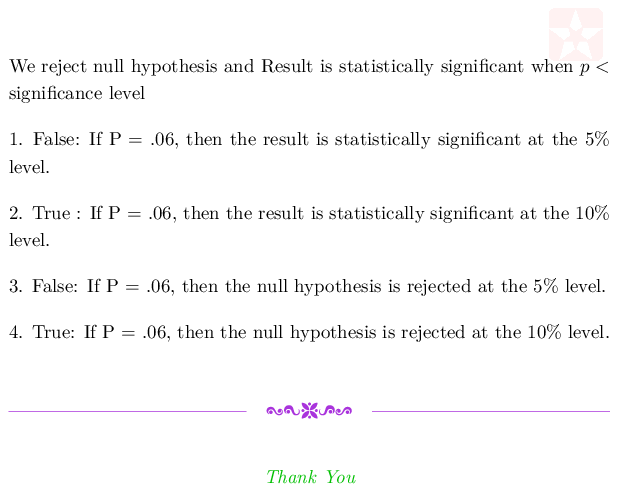 We reject null hypothesis and Result is statistically significant when p <
significance level
1. False: If P = .06, then the result is statistically significant at the 5%
level.
2. True : If P = .06, then the result is statistically significant at the 10%
level.
3. False: If P = .06, then the null hypothesis is rejected at the 5% level.
4. True: If P = .06, then the null hypothesis is rejected at the 10% level.
Thank You